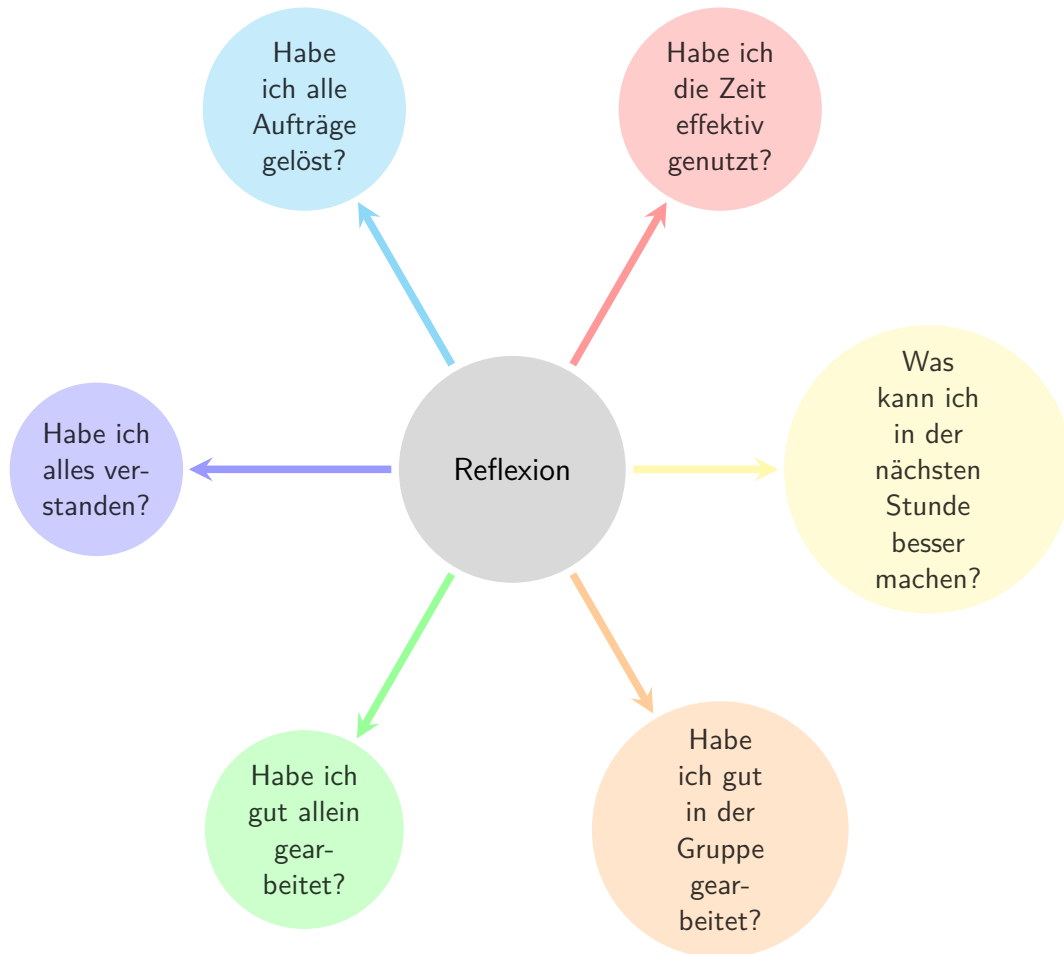 Habe
ich alle
Aufträge
gelöst?
Habe ich
die Zeit
effektiv
genutzt?
Habe ich
alles ver-
standen?
Reflexion
Was
kann ich
in der
nächsten
Stunde
besser
machen?
Habe ich
gut allein
gear-
beitet?
Habe
ich gut
in der
Gruppe
gear-
beitet?